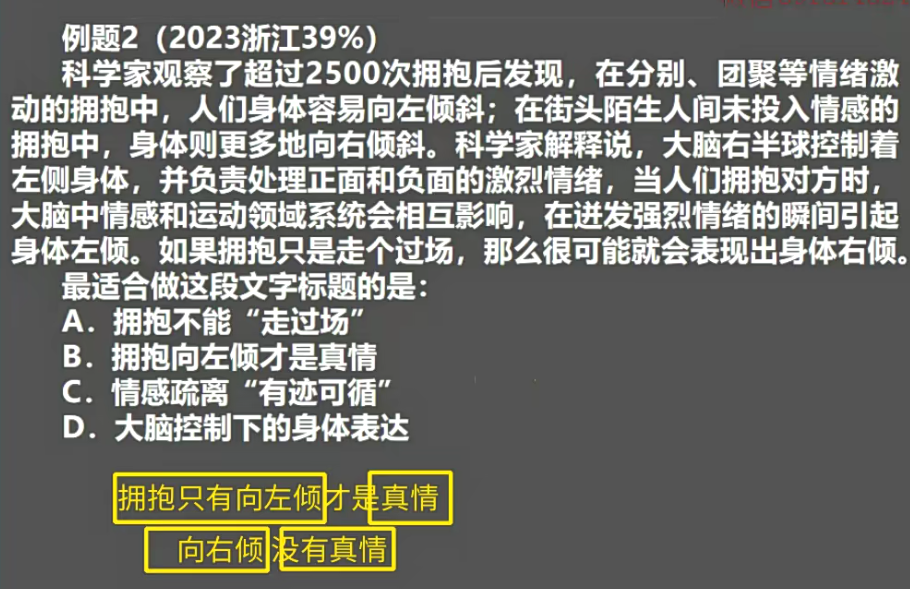 例题2（2023浙江39%）
科学家观察了超过2500次拥抱后发现，在分别、团聚等情绪激
动的拥抱中，人们身体容易向左倾斜；在街头陌生人间未投入情感的
拥抱中，身体则更多地向右倾斜。科学家解释说，大脑右半球控制着
左侧身体，并负责处理正面和负面的激烈情绪，当人们拥抱对方时，
大脑中情感和运动领域系统会相互影响，在迸发强烈情绪的瞬间引起
身体左倾。如果拥抱只是走个过场，那么很可能就会表现出身体右倾。
最适合做这段文字标题的是：
A．拥抱不能“走过场”
B．拥抱向左倾才是真情
C．情感疏离“有迹可循”
D．大脑控制下的身体表达
拥抱只有向左倾才是真情
向右倾没有真情